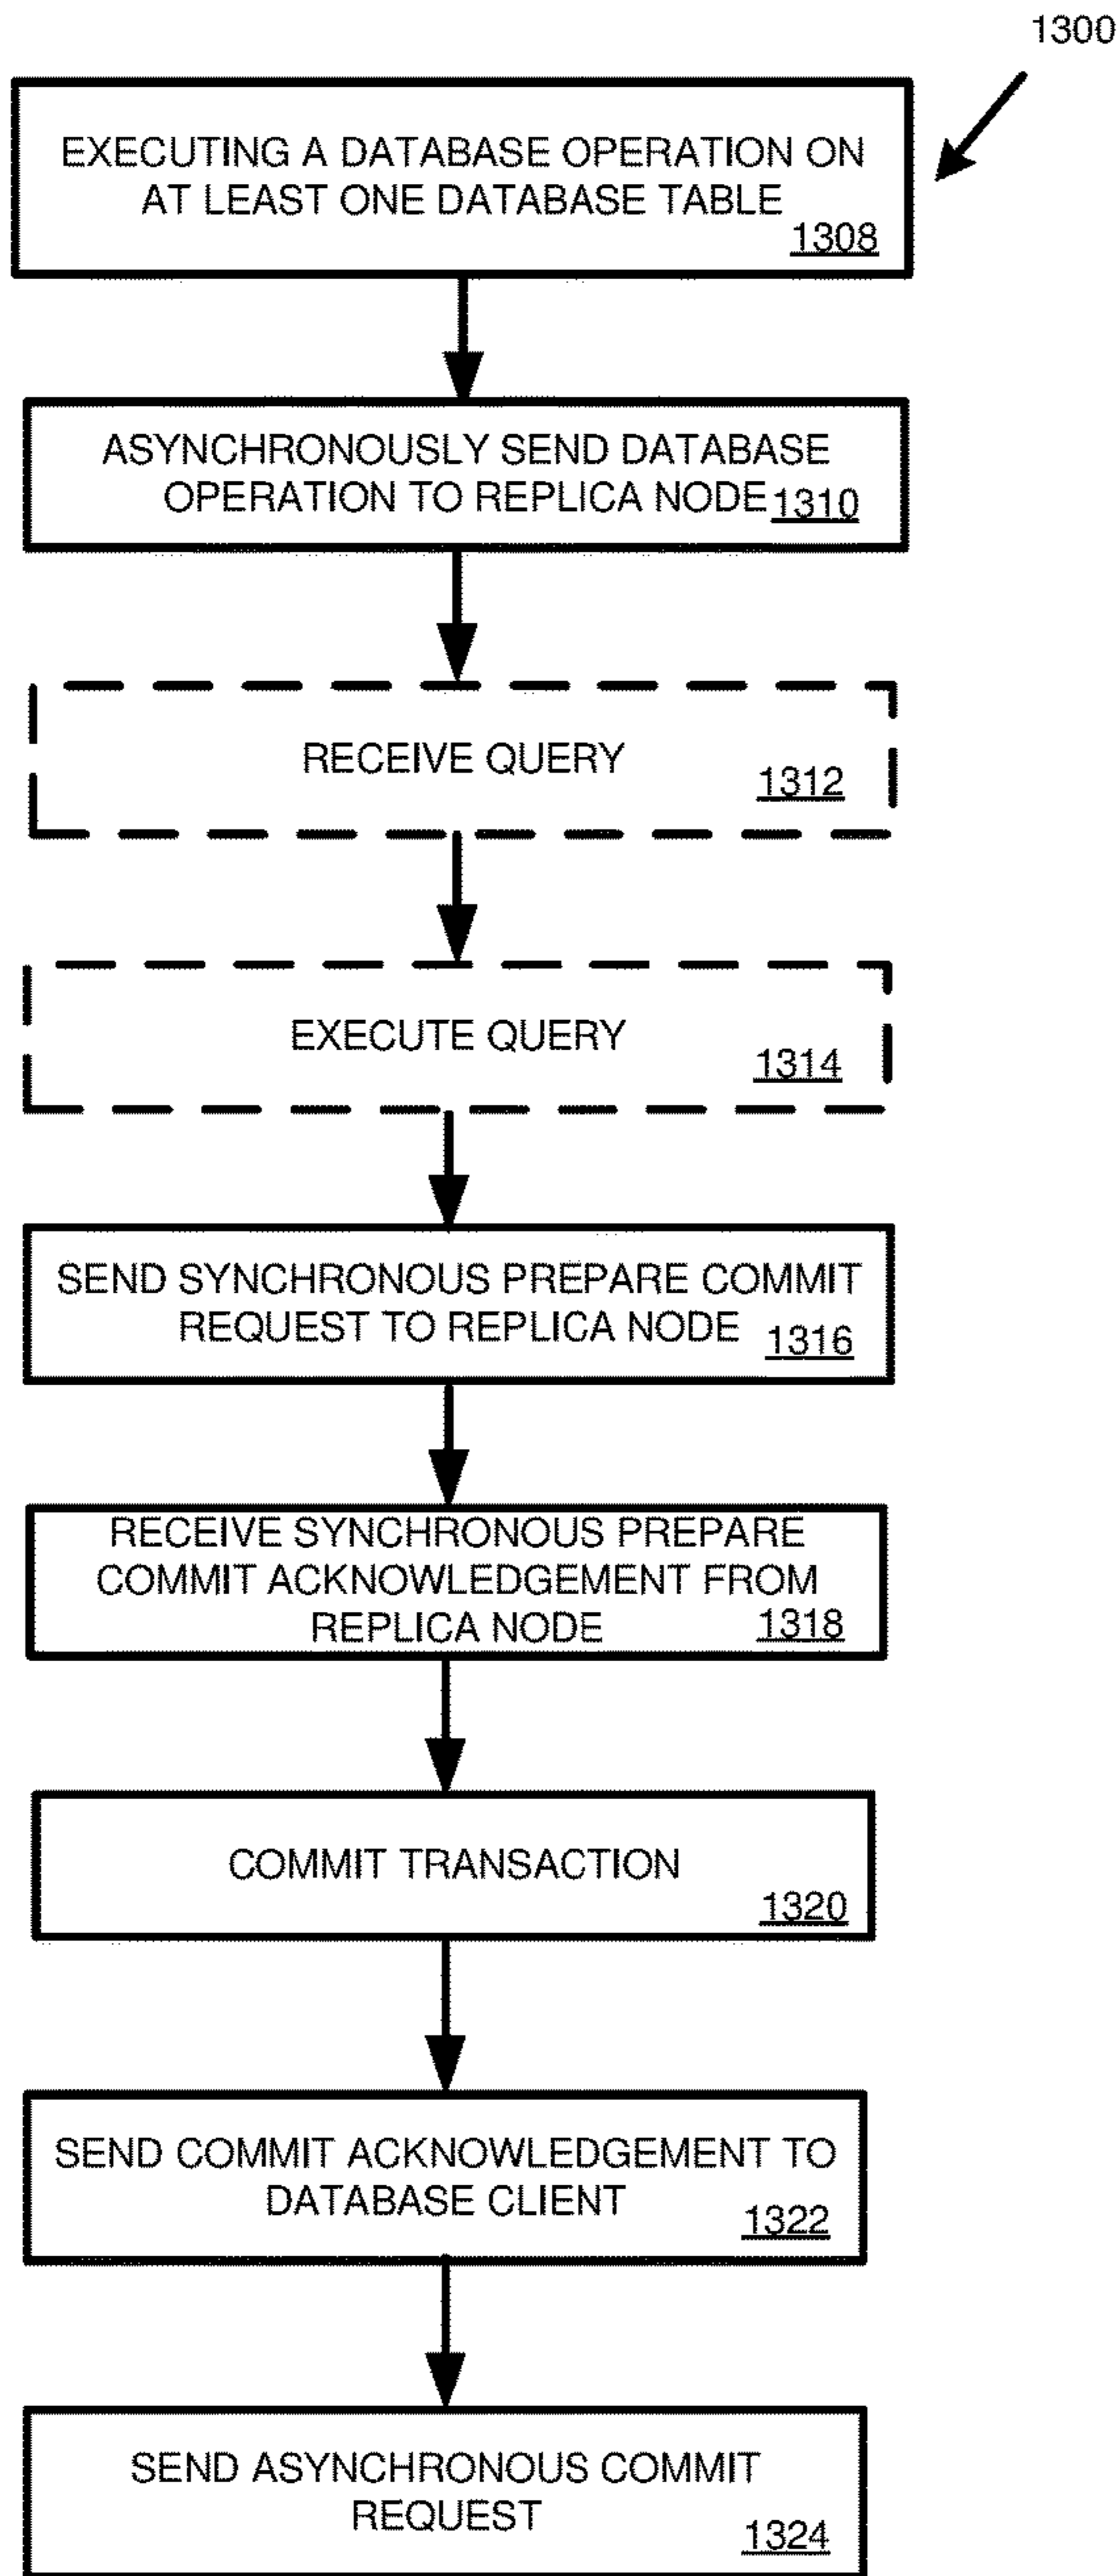 1300
EXECUTING A DATABASE OPERATION ON
AT LEAST ONE DATABASE TABLE
1308
ASYNCHRONOUSLY SEND DATABASE
OPERATION TO REPLICA NODE 1310
RECEIVE QUERY
1312
EXECUTE QUERY
1314
SEND SYNCHRONOUS PREPARE COMMIT
REQUEST TO REPLICA NODE 1316
RECEIVE SYNCHRONOUS PREPARE
COMMIT ACKNOWLEDGEMENT FROM
REPLICA NODE 1318
COMMIT TRANSACTION
1320
SEND COMMIT ACKNOWLEDGEMENT TO
DATABASE CLIENT 1322
SEND ASYNCHRONOUS COMMIT
REQUEST 1324